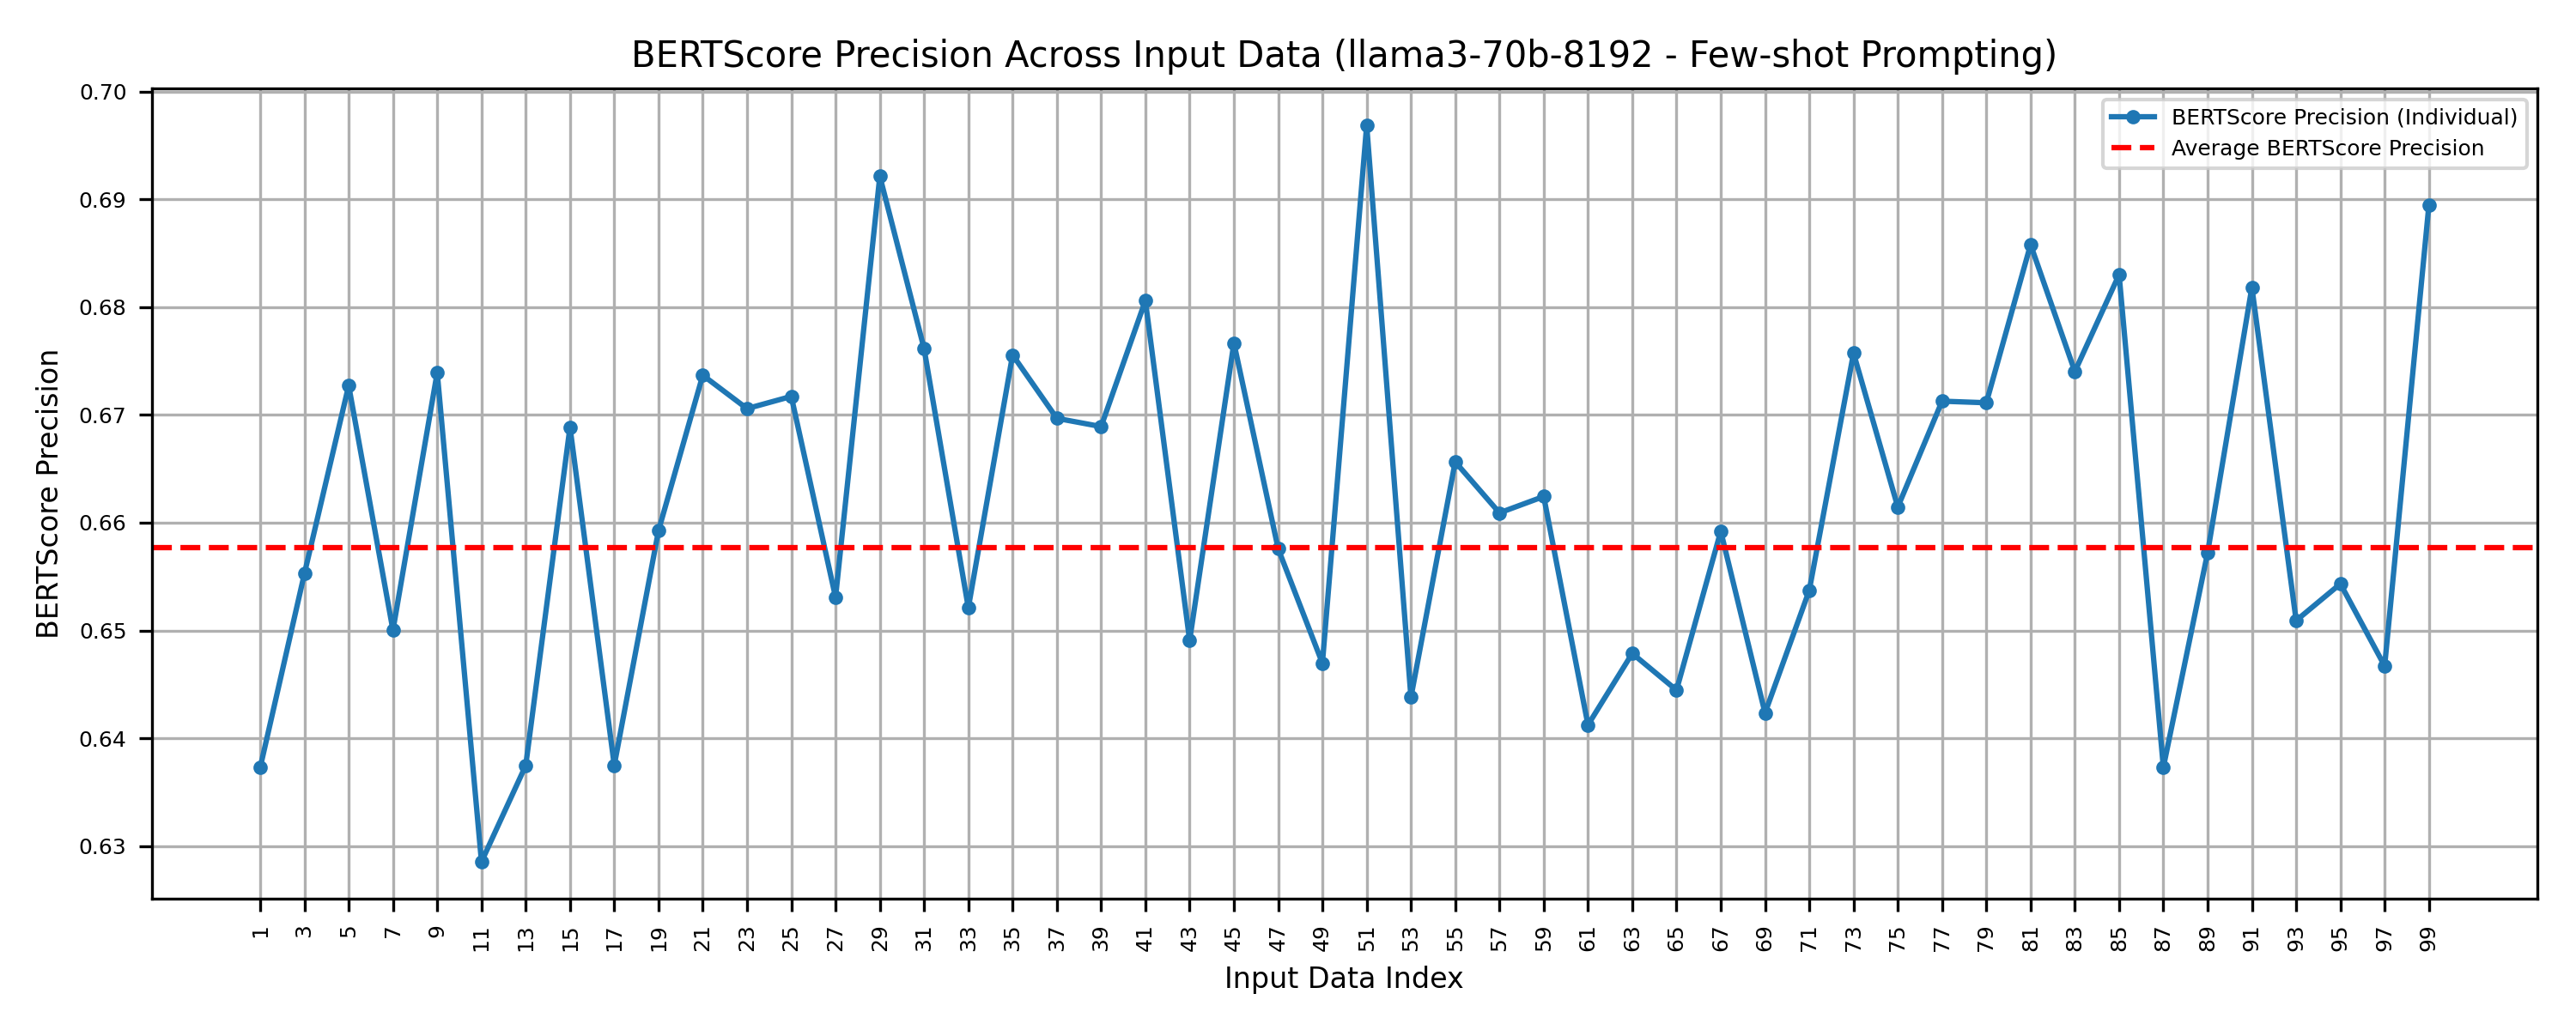 BERTScore Precision Across Input Data (llama3-70b-8192 - Few-shot Prompting)
BERTScore Precision (Individual)
Average BERTScore Precision
BERTScore Precision
0.70
0.69
0.68
0.67
0.66
0.65
0.64
0.63
1 3 5 7 9 11 13 15 17 19 21 23 25 27 29 31 33 35 37 39 41 43 45 47 49 51 53 55 57 59 61 63 65 67 69 71 73 75 77 79 81 83 85 87 89 91 93 95 97 99
Input Data Index